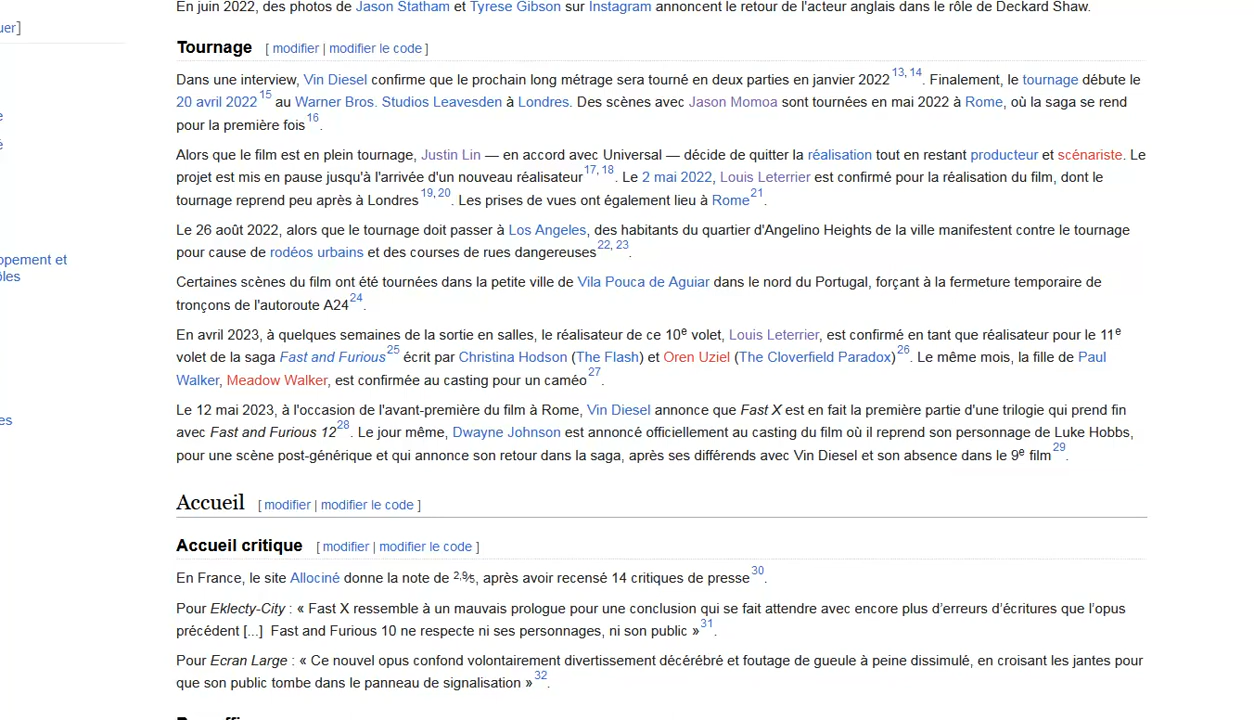 En juin 2022, des photos de Jason Statham et Tyrese Gibson sur Instagram annoncent le retour de l'acteur anglais dans le rôle de Deckard Shaw.
uer]
Tournage [ modifier | modifier le code ]
Dans une interview, Vin Diesel confirme que le prochain long métrage sera tourné en deux parties en janvier 2022 13, 14. Finalement, le tournage débute le
20 avril 2022 15 au Warner Bros. Studios Leavesden à Londres. Des scènes avec Jason Momoa sont tournées en mai 2022 à Rome, où la saga se rend
pour la première fois 16.
Alors que le film est en plein tournage, Justin Lin — en accord avec Universal — décide de quitter la réalisation tout en restant producteur et scénariste. Le
projet est mis en pause jusqu'à l'arrivée d'un nouveau réalisateur 17, 18. Le 2 mai 2022, Louis Leterrier est confirmé pour la réalisation du film, dont le
tournage reprend peu après à Londres 19, 20. Les prises de vues ont également lieu à Rome 21.
Le 26 août 2022, alors que le tournage doit passer à Los Angeles, des habitants du quartier d'Angelino Heights de la ville manifestent contre le tournage
pour cause de rodéos urbains et des courses de rues dangereuses 22, 23.
opement et
ôles
Certaines scènes du film ont été tournées dans la petite ville de Vila Pouca de Aguiar dans le nord du Portugal, forçant à la fermeture temporaire de
tronçons de l'autoroute A24 24.
En avril 2023, à quelques semaines de la sortie en salles, le réalisateur de ce 10e volet, Louis Leterrier, est confirmé en tant que réalisateur pour le 11e
volet de la saga Fast and Furious 25 écrit par Christina Hodson (The Flash) et Oren Uziel (The Cloverfield Paradox) 26. Le même mois, la fille de Paul
Walker, Meadow Walker, est confirmée au casting pour un caméo 27.
Le 12 mai 2023, à l'occasion de l'avant-première du film à Rome, Vin Diesel annonce que Fast X est en fait la première partie d'une trilogie qui prend fin
avec Fast and Furious 12 28. Le jour même, Dwayne Johnson est annoncé officiellement au casting du film où il reprend son personnage de Luke Hobbs,
pour une scène post-générique et qui annonce son retour dans la saga, après ses différends avec Vin Diesel et son absence dans le 9e film 29.
es
Accueil [ modifier | modifier le code ]
Accueil critique [ modifier | modifier le code ]
En France, le site Allociné donne la note de 2,9/5, après avoir recensé 14 critiques de presse 30.
Pour Eklecty-City : « Fast X ressemble à un mauvais prologue pour une conclusion qui se fait attendre avec encore plus d'erreurs d'écritures que l'opus
précédent [...] Fast and Furious 10 ne respecte ni ses personnages, ni son public » 31.
Pour Ecran Large : « Ce nouvel opus confond volontairement divertissement décérébré et foutage de gueule à peine dissimulé, en croisant les jantes pour
que son public tombe dans le panneau de signalisation » 32.